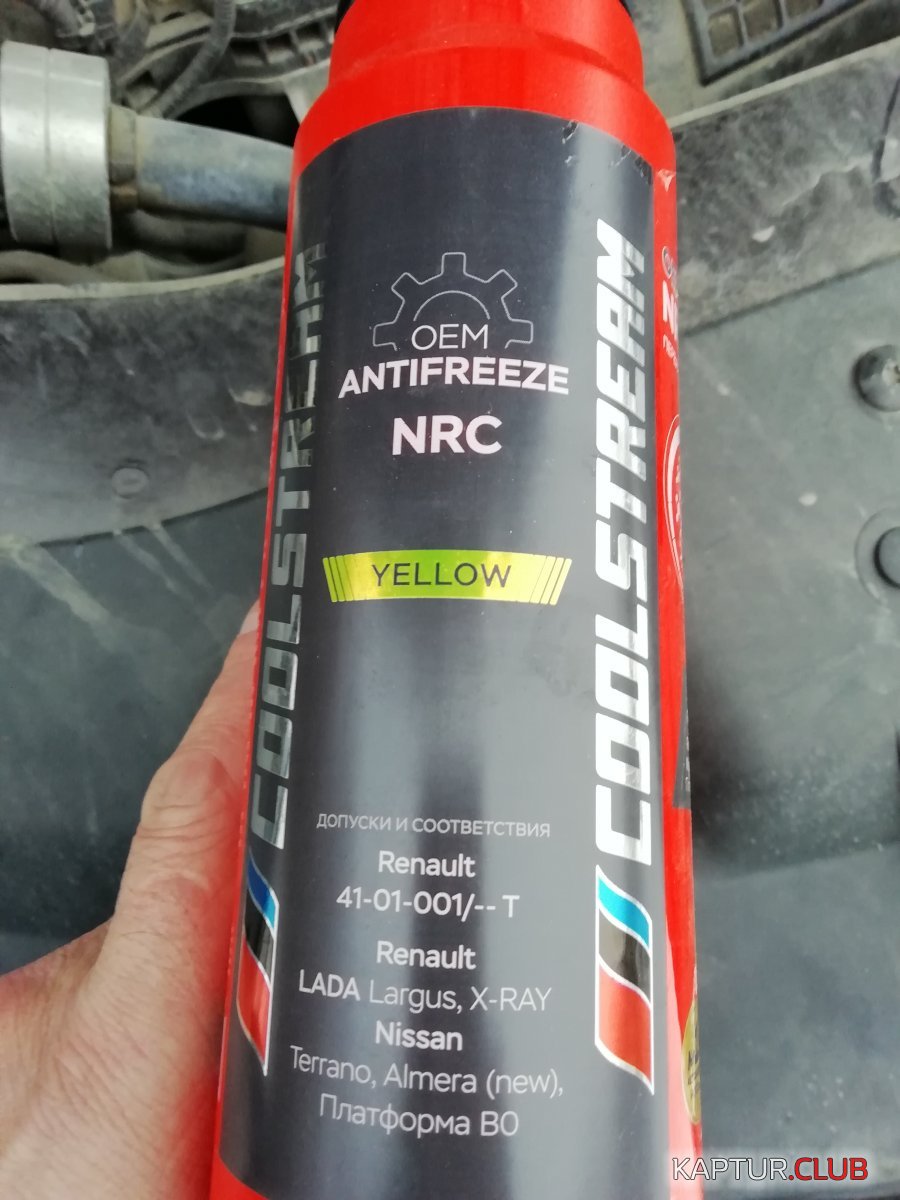 OEM
ANTIFREEZE
NRC
YELLOW
COOLSTREAM
COOLSTREAM
ДОПУСКИ И СООТВЕТСТВИЯ
Renault
41-01-001/-- T
Renault
LADA Largus, X-RAY
Nissan
Terrano, Almera (new),
Платформа B0
KAPTUR.CLUB